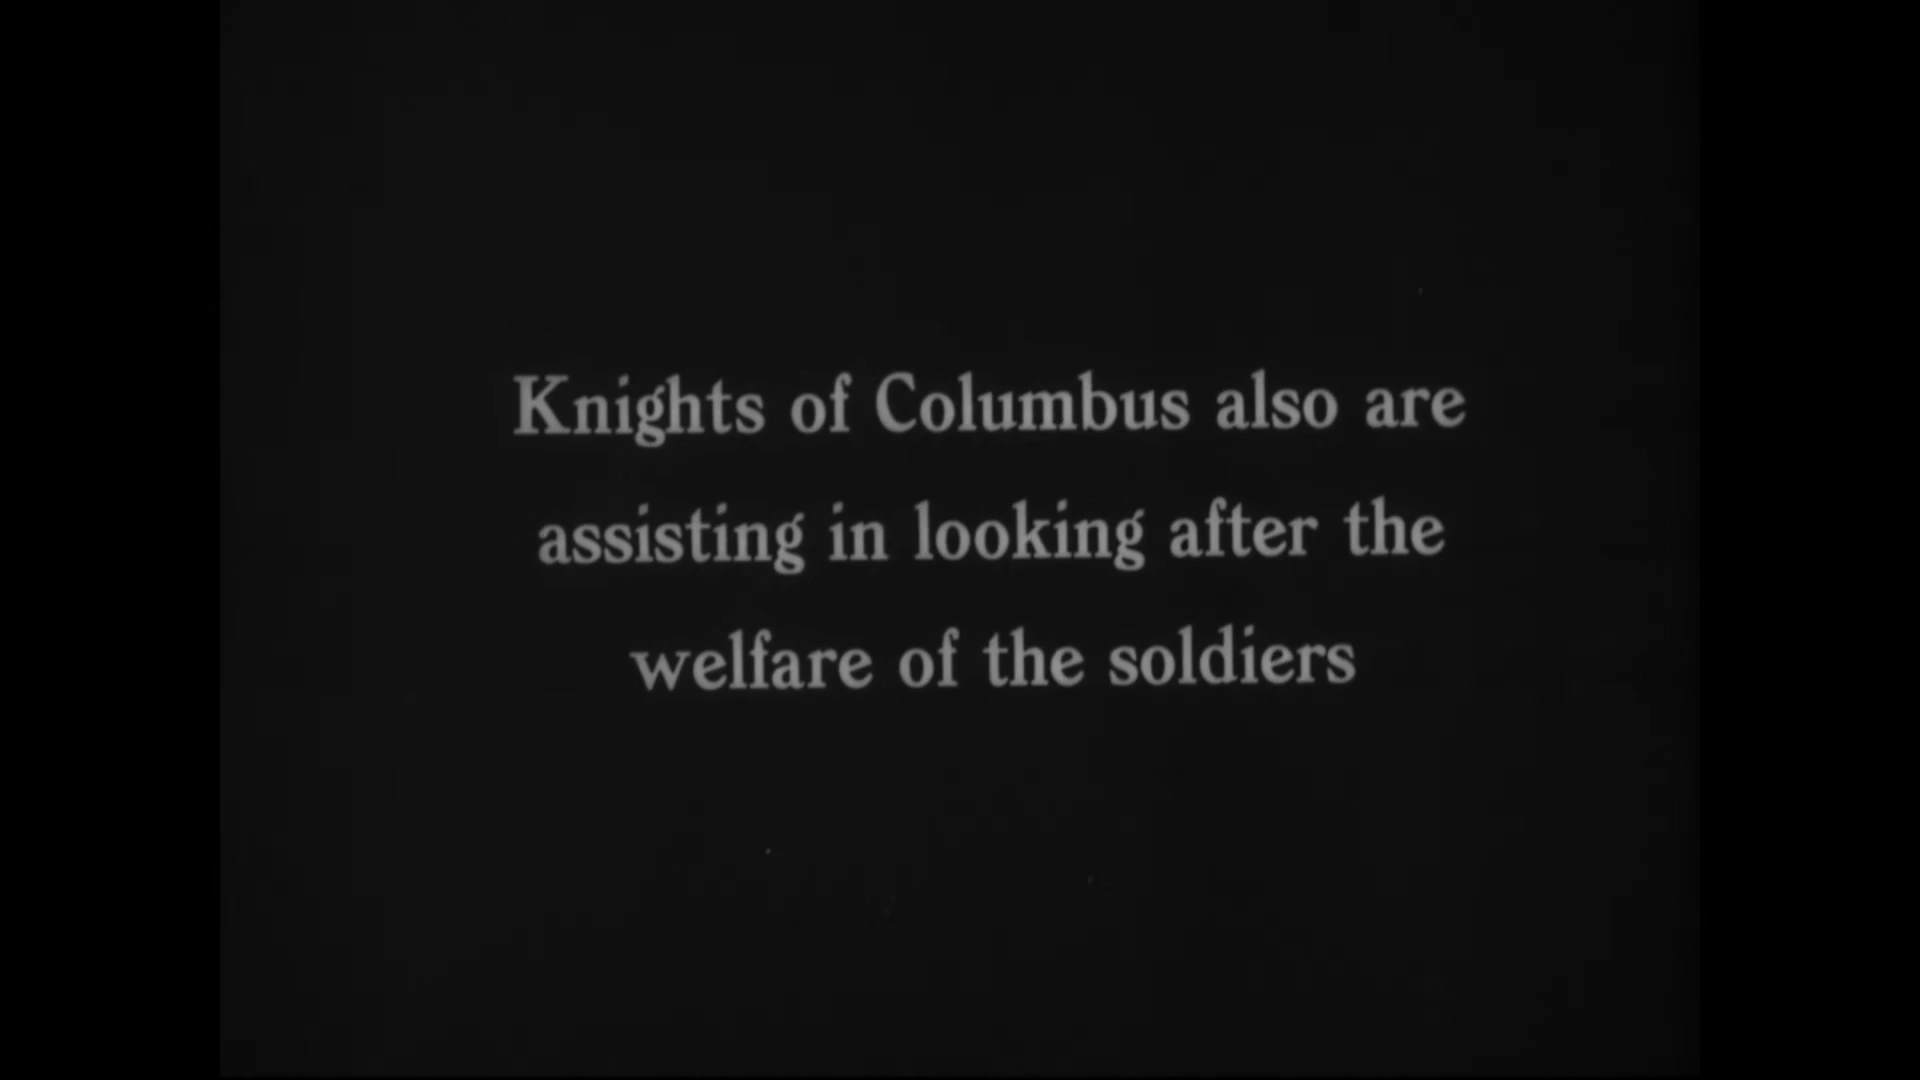 Knights of Columbus also are
assisting in looking after the
welfare of the soldiers